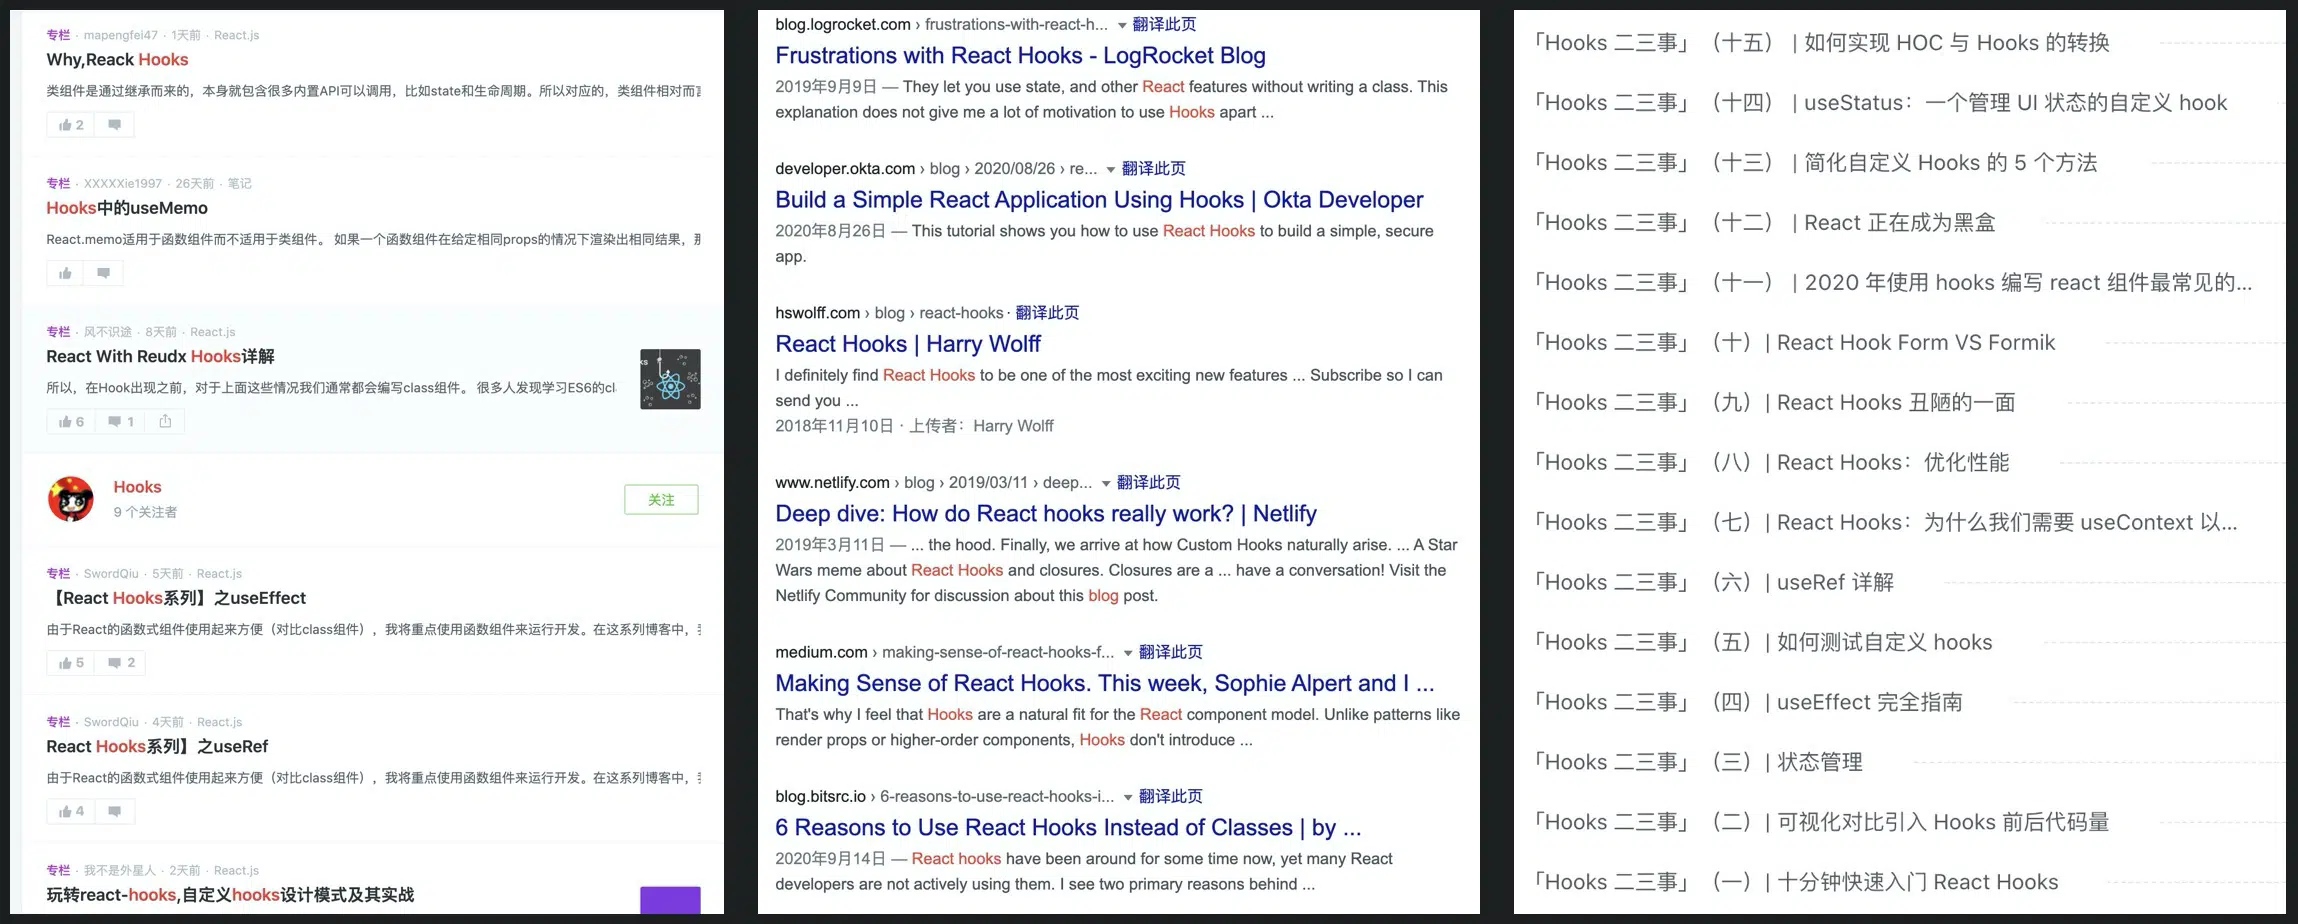 专栏 · mapengfei47 · 1天前 · React.js
Why,Reack Hooks
类组件是通过继承而来的，本身就包含很多内置API可以调用，比如state和生命周期。所以对应的，类组件相对而言
2
专栏 · XXXXXie1997 · 26天前 · 笔记
Hooks中的useMemo
React.memo适用于函数组件而不适用于类组件。 如果一个函数组件在给定相同props的情况下渲染出相同结果，那
专栏 · 风不识途 · 8天前 · React.js
React With Reudx Hooks详解
所以，在Hook出现之前，对于上面这些情况我们通常都会编写class组件。 很多人发现学习ES6的cl
6 1
Hooks
9 个关注者
关注
专栏 · SwordQiu · 5天前 · React.js
【React Hooks系列】之useEffect
由于React的函数式组件使用起来方便（对比class组件），我将重点使用函数组件来运行开发。在这系列博客中，
5 2
专栏 · SwordQiu · 4天前 · React.js
React Hooks系列】之useRef
由于React的函数式组件使用起来方便（对比class组件），我将重点使用函数组件来运行开发。在这系列博客中，
4
专栏 · 我不是外星人 · 2天前 · React.js
玩转react-hooks,自定义hooks设计模式及其实战
blog.logrocket.com › frustrations-with-react-h... 翻译此页
Frustrations with React Hooks - LogRocket Blog
2019年9月9日 — They let you use state, and other React features without writing a class. This
explanation does not give me a lot of motivation to use Hooks apart ...
developer.okta.com › blog › 2020/08/26 › re... 翻译此页
Build a Simple React Application Using Hooks | Okta Developer
2020年8月26日 — This tutorial shows you how to use React Hooks to build a simple, secure
app.
hswolff.com › blog › react-hooks · 翻译此页
React Hooks | Harry Wolff
I definitely find React Hooks to be one of the most exciting new features ... Subscribe so I can
send you ...
2018年11月10日 · 上传者：Harry Wolff
www.netlify.com › blog › 2019/03/11 › deep... 翻译此页
Deep dive: How do React hooks really work? | Netlify
2019年3月11日 — ... the hood. Finally, we arrive at how Custom Hooks naturally arise. ... A Star
Wars meme about React Hooks and closures. Closures are a ... have a conversation! Visit the
Netlify Community for discussion about this blog post.
medium.com › making-sense-of-react-hooks-f... 翻译此页
Making Sense of React Hooks. This week, Sophie Alpert and I ...
That's why I feel that Hooks are a natural fit for the React component model. Unlike patterns like
render props or higher-order components, Hooks don't introduce ...
blog.bitsrc.io › 6-reasons-to-use-react-hooks-i... 翻译此页
6 Reasons to Use React Hooks Instead of Classes | by ...
2020年9月14日 — React hooks have been around for some time now, yet many React
developers are not actively using them. I see two primary reasons behind ...
「Hooks 二三事」（十五） | 如何实现 HOC 与 Hooks 的转换
「Hooks 二三事」（十四） | useStatus：一个管理 UI 状态的自定义 hook
「Hooks 二三事」（十三） | 简化自定义 Hooks 的 5 个方法
「Hooks 二三事」（十二） | React 正在成为黑盒
「Hooks 二三事」（十一） | 2020 年使用 hooks 编写 react 组件最常见的...
「Hooks 二三事」（十）| React Hook Form VS Formik
「Hooks 二三事」（九）| React Hooks 丑陋的一面
「Hooks 二三事」（八）| React Hooks：优化性能
「Hooks 二三事」（七）| React Hooks：为什么我们需要 useContext 以...
「Hooks 二三事」（六）| useRef 详解
「Hooks 二三事」（五）| 如何测试自定义 hooks
「Hooks 二三事」（四）| useEffect 完全指南
「Hooks 二三事」（三）| 状态管理
「Hooks 二三事」（二）| 可视化对比引入 Hooks 前后代码量
「Hooks 二三事」（一）| 十分钟快速入门 React Hooks